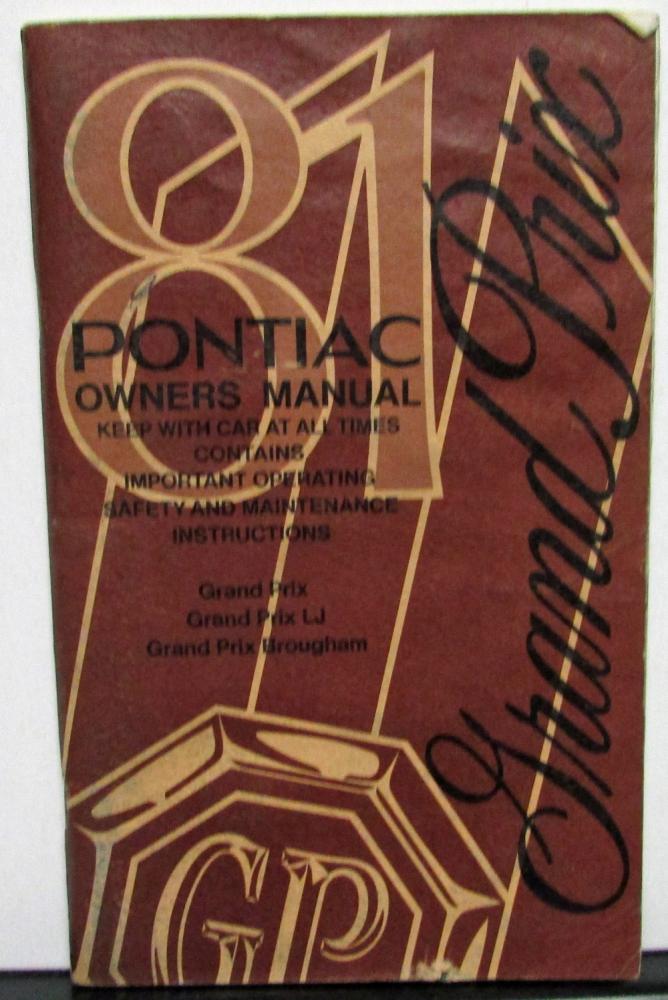 81
PONTIAC
OWNERS MANUAL
KEEP WITH CAR AT ALL TIMES
CONTAINS
IMPORTANT OPERATING
SAFETY AND MAINTENANCE
INSTRUCTIONS
Grand Prix
Grand Prix LJ
Grand Prix Brougham
Grand Prix
GP